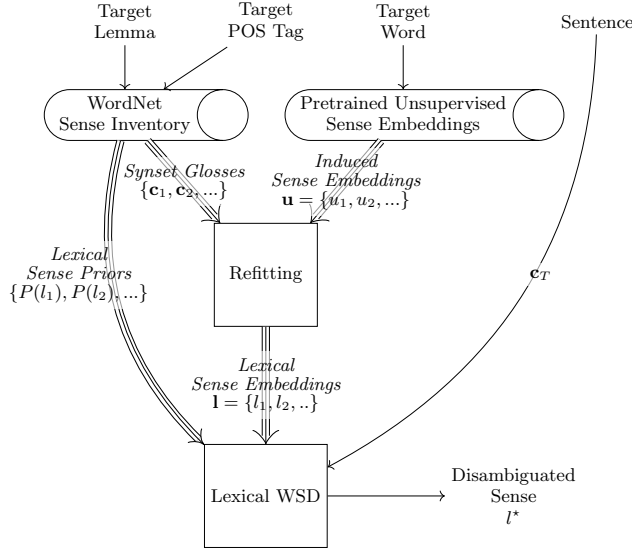 Target
Lemma
Target
POS Tag
Target
Word
Sentence
WordNet
Sense Inventory
Pretrained Unsupervised
Sense Embeddings
Synset Glosses
{c₁, c₂, ...}
Induced
Sense Embeddings
u = {u₁, u₂, ...}
Lexical
Sense Priors
{P(l₁), P(l₂), ...}
Refitting
c_T
Lexical
Sense Embeddings
l = {l₁, l₂, ..}
Lexical WSD
Disambiguated
Sense
l⋆